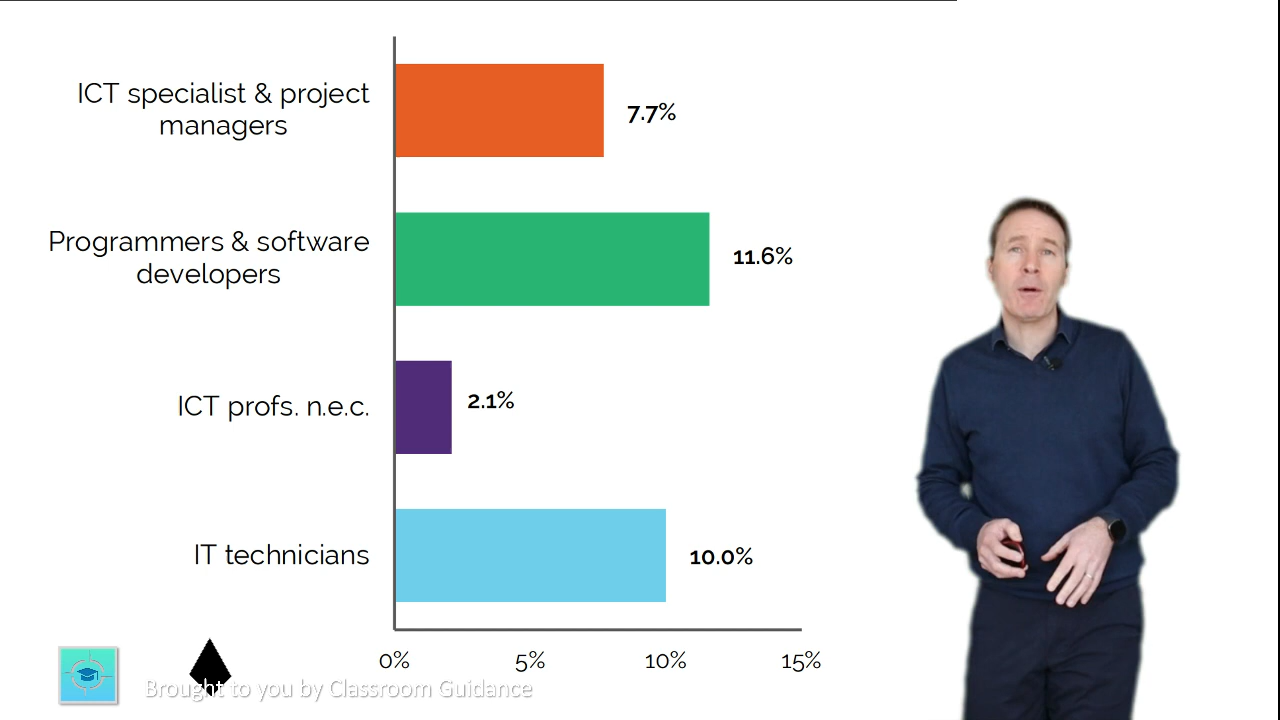 ICT specialist & project
managers
7.7%
Programmers & software
developers
11.6%
ICT profs. n.e.c.
2.1%
IT technicians
10.0%
0% 5% 10% 15%
Brought to you by Classroom Guidance